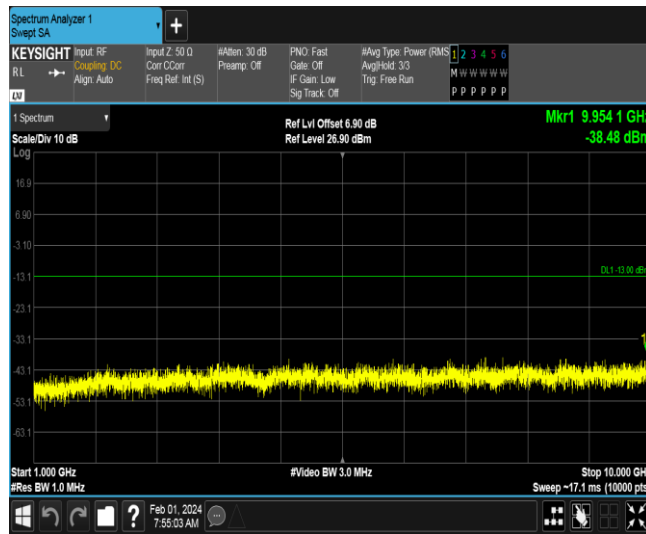 Spectrum Analyzer 1
Swept SA
+
KEYSIGHT
RL
LXI
Input: RF
Coupling: DC
Align: Auto
Input Z: 50 Ω
Corr CCorr
Freq Ref: Int (S)
#Atten: 30 dB
Preamp: Off
PNO: Fast
Gate: Off
IF Gain: Low
Sig Track: Off
#Avg Type: Power (RMS
Avg|Hold: 3/3
Trig: Free Run
1 2 3 4 5 6
M W W W W W
P P P P P P
1 Spectrum
Scale/Div 10 dB
Log
Ref Lvl Offset 6.90 dB
Ref Level 26.90 dBm
Mkr1 9.954 1 GHz
-38.48 dBm
16.9
6.90
-3.10
-13.1
-23.1
-33.1
-43.1
-53.1
-63.1
DL1 -13.00 dBm
1
Start 1.000 GHz
#Res BW 1.0 MHz
#Video BW 3.0 MHz
Stop 10.000 GHz
Sweep ~17.1 ms (10000 pts)
?
Feb 01, 2024
7:55:03 AM